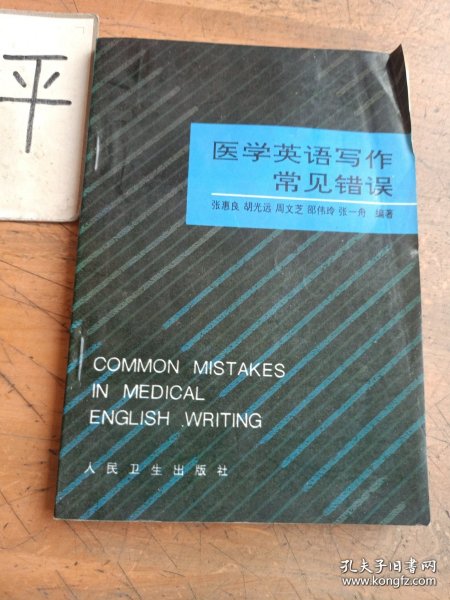 平
医学英语写作
常见错误
张惠良 胡光远 周文芝 邵伟玲 张一舟 编著
COMMON MISTAKES
IN MEDICAL
ENGLISH WRITING
人民卫生出版社
孔夫子旧书网
www.kongfz.com